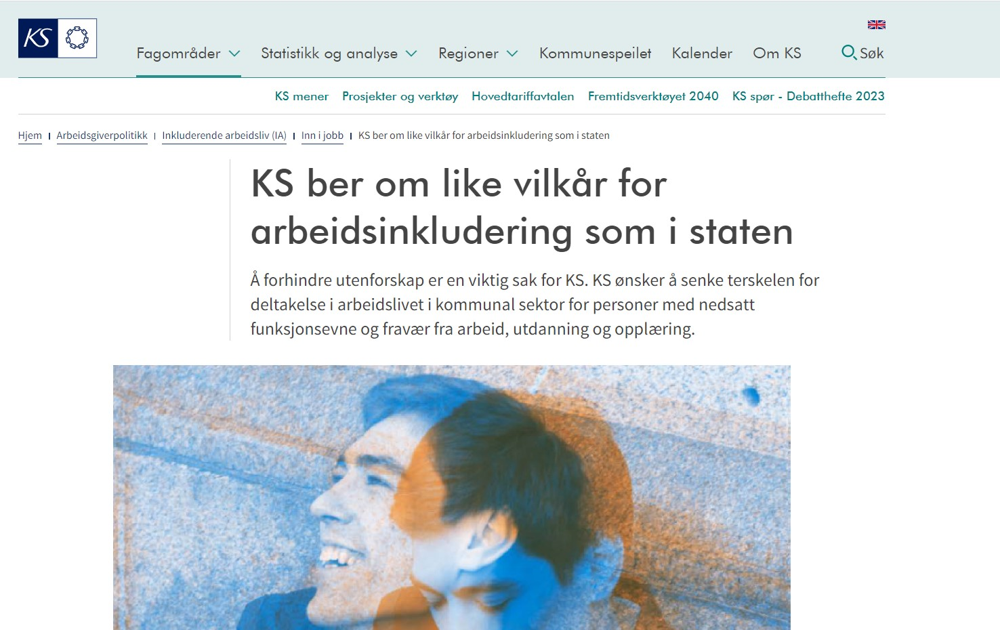 KS
Fagområder Statistikk og analyse Regioner Kommunespeilet Kalender Om KS Søk
KS mener Prosjekter og verktøy Hovedtariffavtalen Fremtidsverktøyet 2040 KS spør - Debatthefte 2023
Hjem Arbeidsgiverpolitikk Inkluderende arbeidsliv (IA) Inn i jobb KS ber om like vilkår for arbeidsinkludering som i staten
KS ber om like vilkår for
arbeidsinkludering som i staten
Å forhindre utenforskap er en viktig sak for KS. KS ønsker å senke terskelen for
deltakelse i arbeidslivet i kommunal sektor for personer med nedsatt
funksjonsevne og fravær fra arbeid, utdanning og opplæring.